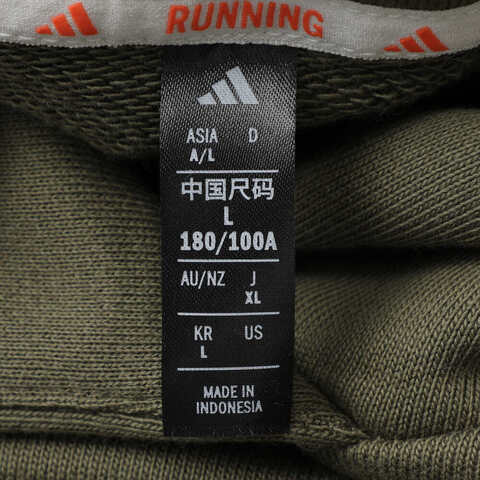 RUNNING
ASIA D
A/L
中国尺码
L
180/100A
AU/NZ J
XL
KR US
L
MADE IN
INDONESIA